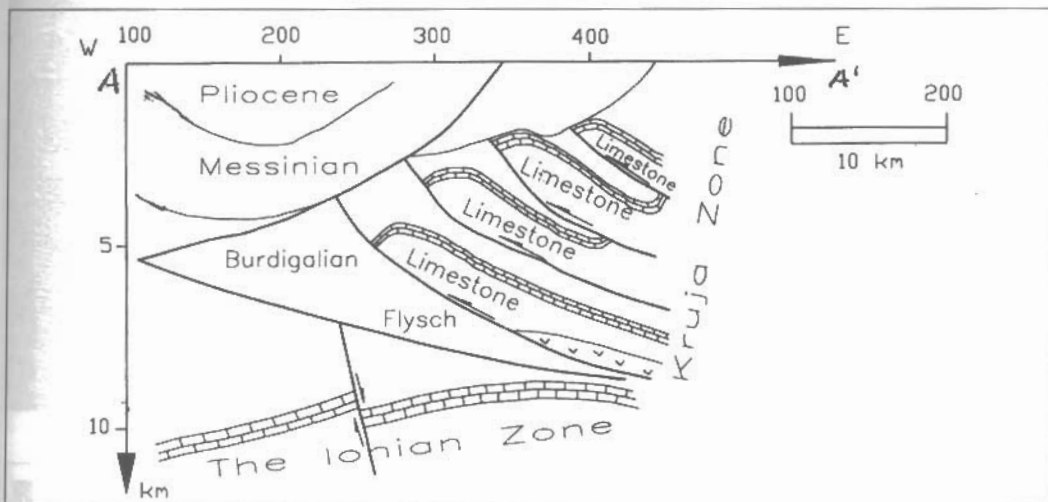 W 100 200 300 400 E
A A'
100 200
10 km
Pliocene
Messinian
Limestone
Limestone
Limestone
5
Burdigalian
Limestone
Flysch
Kruja Zone
10
The Ionian Zone
km